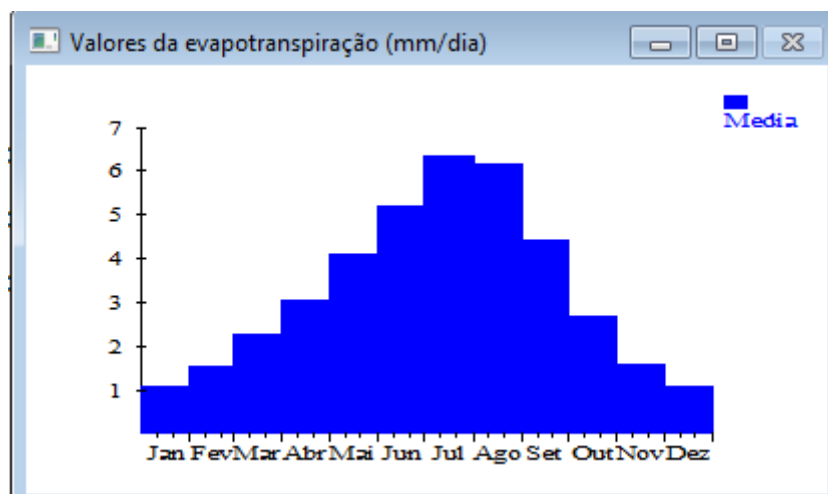 Valores da evapotranspiração (mm/dia)
Media
7
6
5
4
3
2
1
Jan Fev Mar Abr Mai Jun Jul Ago Set Out Nov Dez